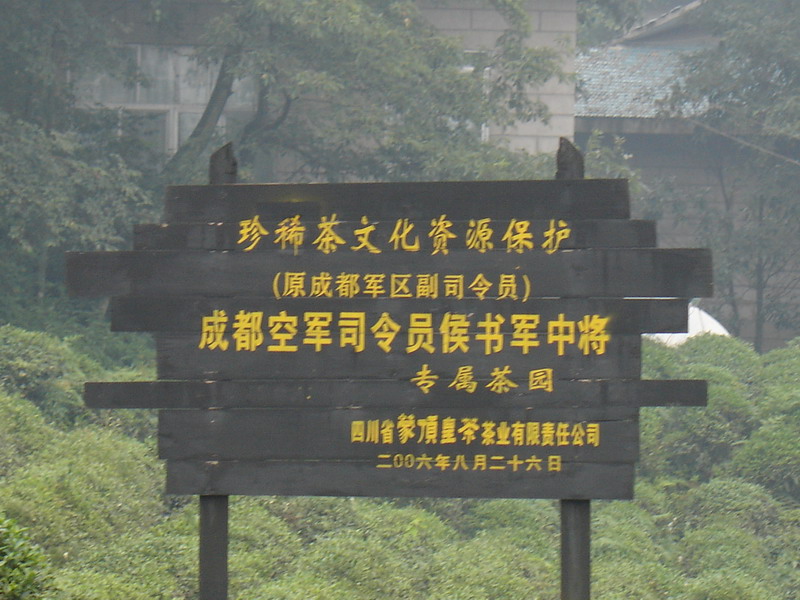 珍稀茶文化资源保护
(原成都军区副司令员)
成都空军司令员侯书军中将
专属茶园
四川省蒙顶皇茶茶业有限责任公司
二00六年八月二十六日